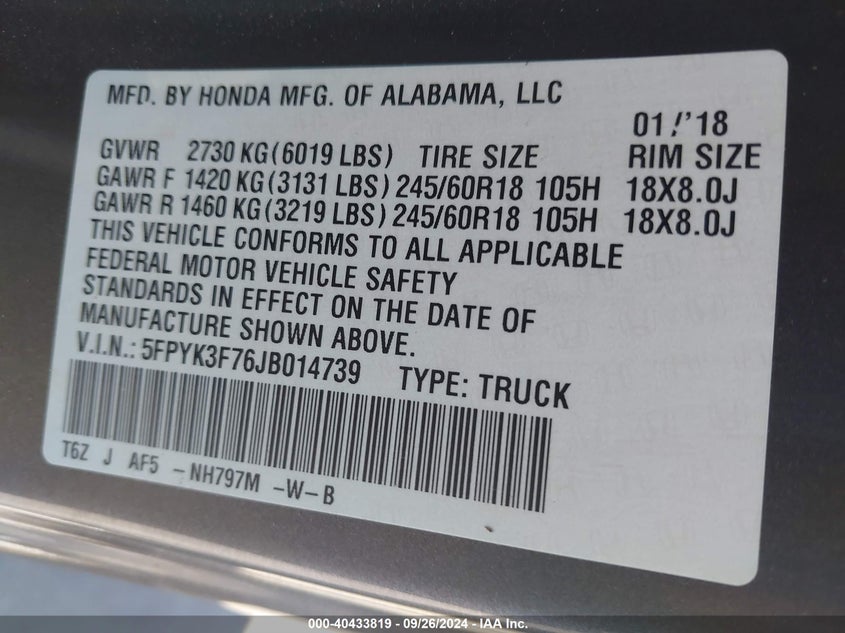 MFD. BY HONDA MFG. OF ALABAMA, LLC
01/'18
GVWR 2730 KG(6019 LBS) TIRE SIZE RIM SIZE
GAWR F 1420 KG(3131 LBS) 245/60R18 105H 18X8.0J
GAWR R 1460 KG(3219 LBS) 245/60R18 105H 18X8.0J
THIS VEHICLE CONFORMS TO ALL APPLICABLE
FEDERAL MOTOR VEHICLE SAFETY
STANDARDS IN EFFECT ON THE DATE OF
MANUFACTURE SHOWN ABOVE.
V.I.N.: 5FPYK3F76JB014739 TYPE: TRUCK
T6Z J AF5 -NH797M -W-B
000-40433819 - 09/26/2024 - IAA Inc.